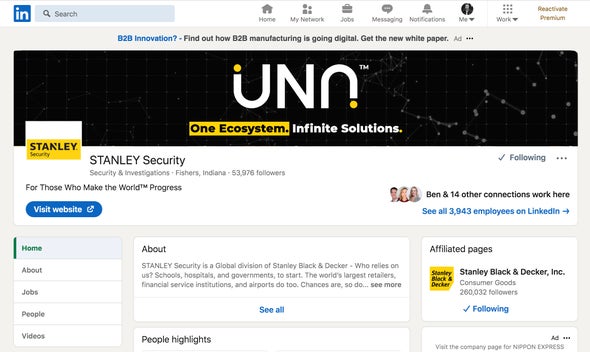 in
Search
Home
My Network
Jobs
Messaging
Notifications
Me
Work
Reactivate
Premium
B2B Innovation? - Find out how B2B manufacturing is going digital. Get the new white paper. Ad
UNA™
One Ecosystem. Infinite Solutions.
STANLEY
Security
STANLEY Security
Security & Investigations · Fishers, Indiana · 53,976 followers
Following
For Those Who Make the World™ Progress
Visit website
Ben & 14 other connections work here
See all 3,943 employees on LinkedIn →
Home
About
Jobs
People
Videos
About
STANLEY Security is a Global division of Stanley Black & Decker - Who relies on
us? Schools, hospitals, and governments, to start. The world's largest retailers,
financial service institutions, and airports do too. Chances are, so do... see more
See all
People highlights
Affiliated pages
Stanley
Black &
Decker
Stanley Black & Decker, Inc.
Consumer Goods
260,032 followers
Following
Ad
Visit the company page for NIPPON EXPRESS